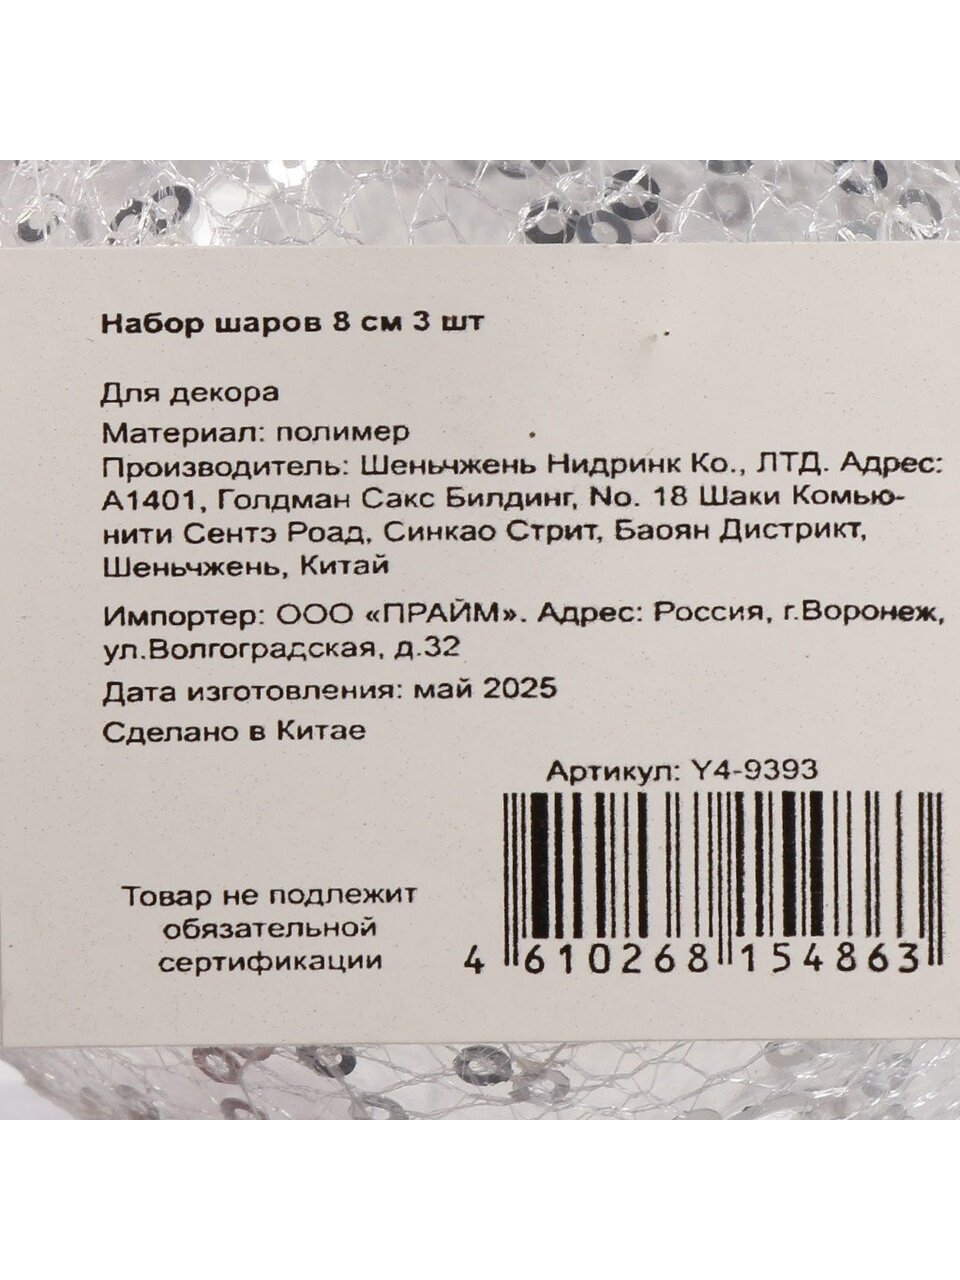 Набор шаров 8 см 3 шт
Для декора
Материал: полимер
Производитель: Шеньчжень Нидринк Ко., ЛТД. Адрес:
А1401, Голдман Сакс Билдинг, No. 18 Шаки Комью-
нити Сентэ Роад, Синкао Стрит, Баоян Дистрикт,
Шеньчжень, Китай
Импортер: ООО «ПРАЙМ». Адрес: Россия, г.Воронеж,
ул.Волгоградская, д.32
Дата изготовления: май 2025
Сделано в Китае
Артикул: Y4-9393
Товар не подлежит
обязательной
сертификации
4 610268 154863